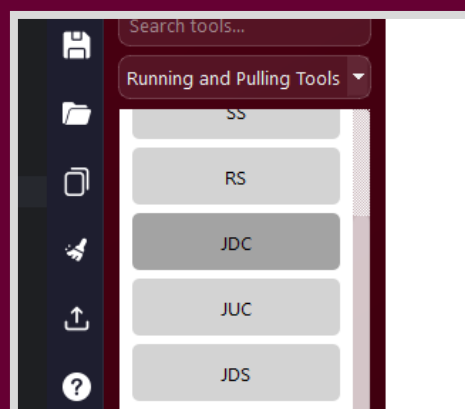 Search tools...
Running and Pulling Tools
SS
RS
JDC
JUC
JDS
?